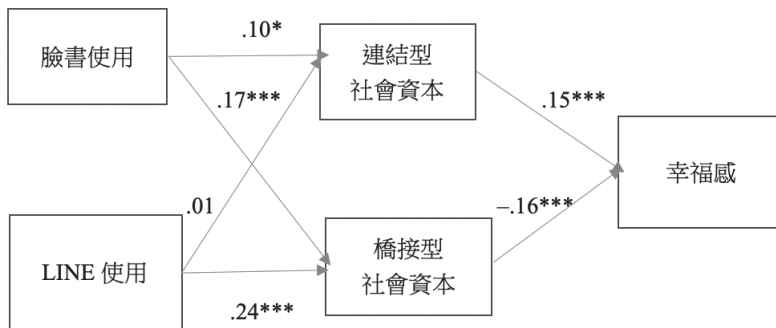 .10*
臉書使用
連結型
社會資本
.17***
.15***
幸福感
.01
–.16***
LINE 使用
橋接型
社會資本
.24***